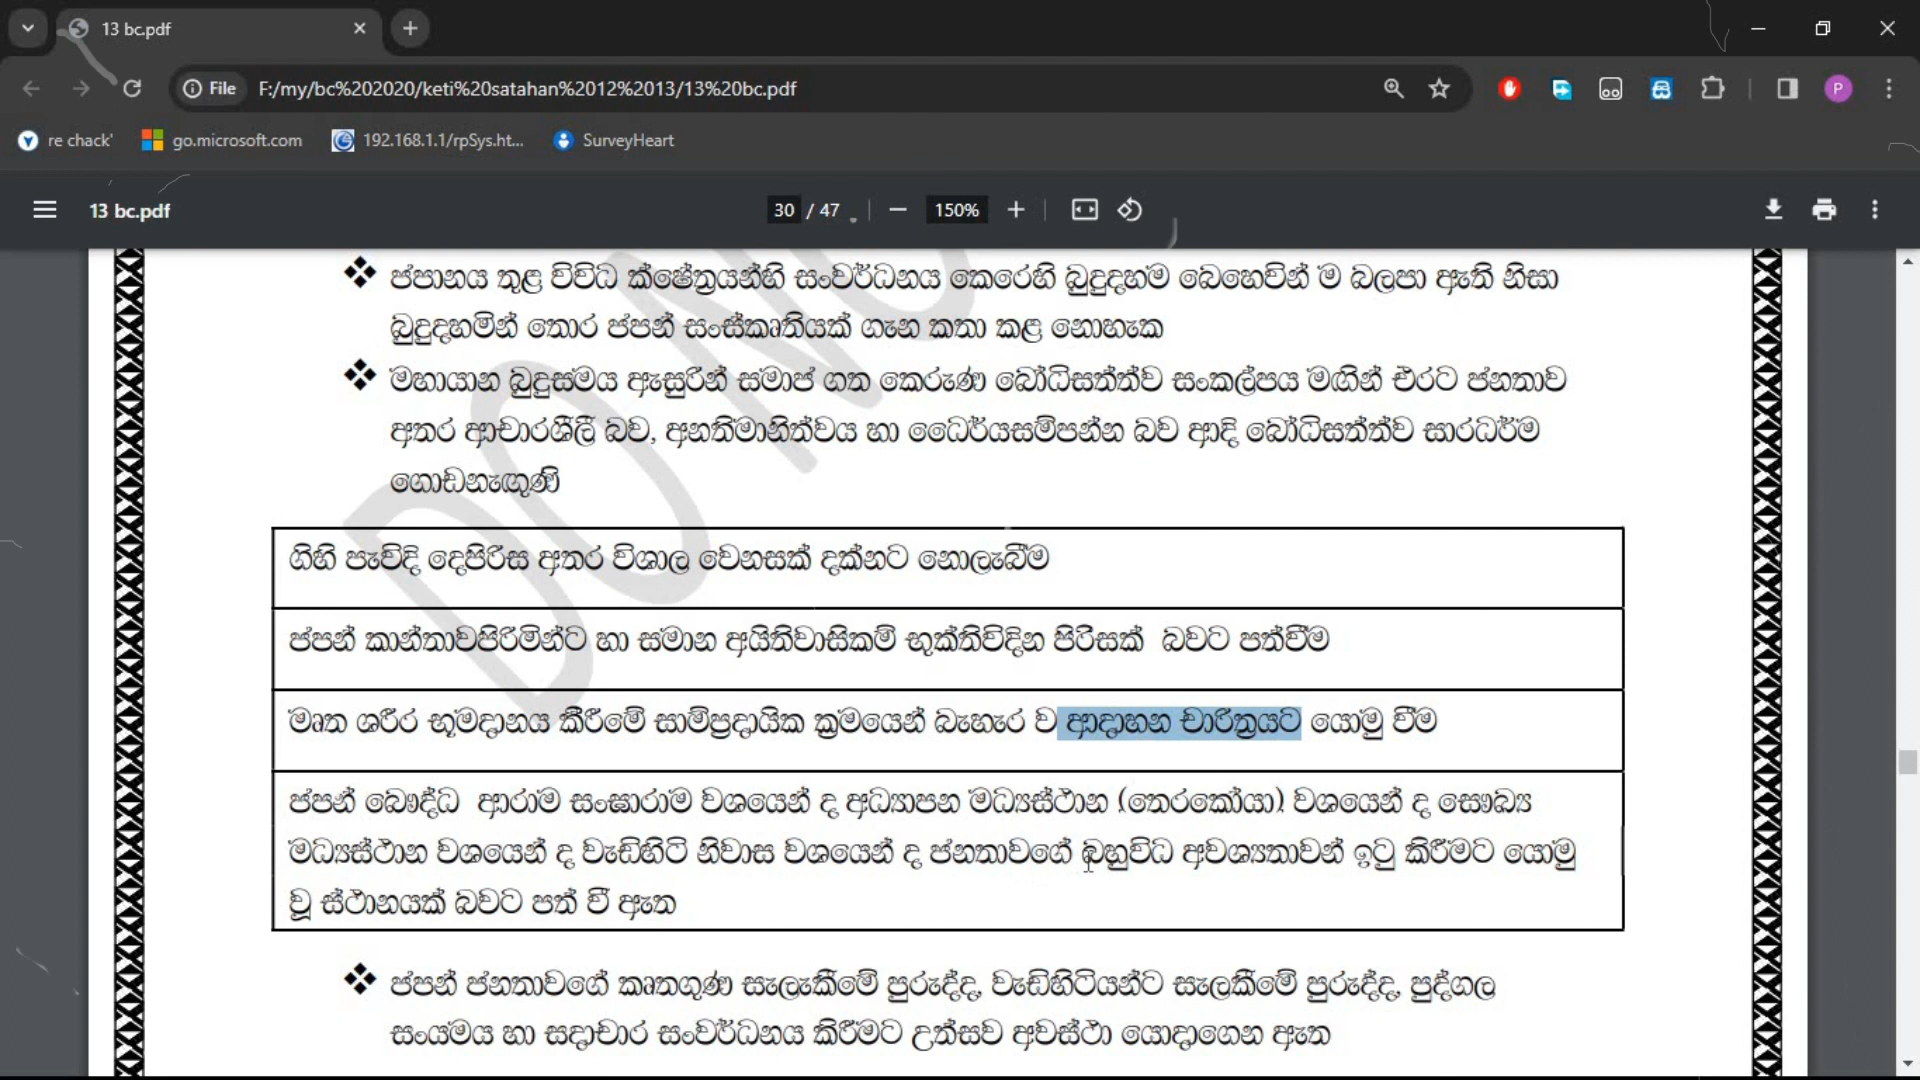 13 bc.pdf
File F:/my/bc%202020/keti%20satahan%2012%2013/13%20bc.pdf P
re chack' go.microsoft.com 192.168.1.1/rpSys.ht... SurveyHeart
13 bc.pdf 30 / 47 150%
❖ ජපානය තුළ විවිධ ක්ෂේත්‍රයන්හි සංවර්ධනය කෙරෙහි බුදුදහම බෙහෙවින් ම බලපා ඇති නිසා
බුදුදහමින් තොර ජපන් සංස්කෘතියක් ගැන කතා කළ නොහැක
❖ මහායාන බුදුසමය ඇසුරින් සමාජ ගත කෙරුණ බෝධිසත්ත්ව සංකල්පය මඟින් එරට ජනතාව
අතර ආචාරශීලී බව, අනතිමානිත්වය හා ධෛර්යසම්පන්න බව ආදි බෝධිසත්ත්ව සාරධර්ම
ගොඩනැඟුණි
ගිහි පැවිදි දෙපිරිස අතර විශාල වෙනසක් දක්නට නොලැබීම
ජපන් කාන්තාවපිරිමින්ට හා සමාන අයිතිවාසිකම් භුක්තිවිදින පිරිසක් බවට පත්වීම
මෘත ශරීර භූමදානය කිරීමේ සාම්ප්‍රදායික ක්‍රමයෙන් බැහැර ව ආදාහන චාරිත්‍රයට යොමු වීම
ජපන් බෞද්ධ ආරාම සංඝාරාම වශයෙන් ද අධ්‍යාපන මධ්‍යස්ථාන (තෙරකෝයා) වශයෙන් ද සෞඛ්‍ය
මධ්‍යස්ථාන වශයෙන් ද වැඩිහිටි නිවාස වශයෙන් ද ජනතාවගේ බහුවිධ අවශ්‍යතාවන් ඉටු කිරීමට යොමු
වූ ස්ථානයක් බවට පත් වී ඇත
❖ ජපන් ජනතාවගේ කෘතගුණ සැලැකීමේ පුරුද්ද, වැඩිහිටියන්ට සැලකීමේ පුරුද්ද, පුද්ගල
සංයමය හා සදාචාර සංවර්ධනය කිරීමට උත්සව අවස්ථා යොදාගෙන ඇත